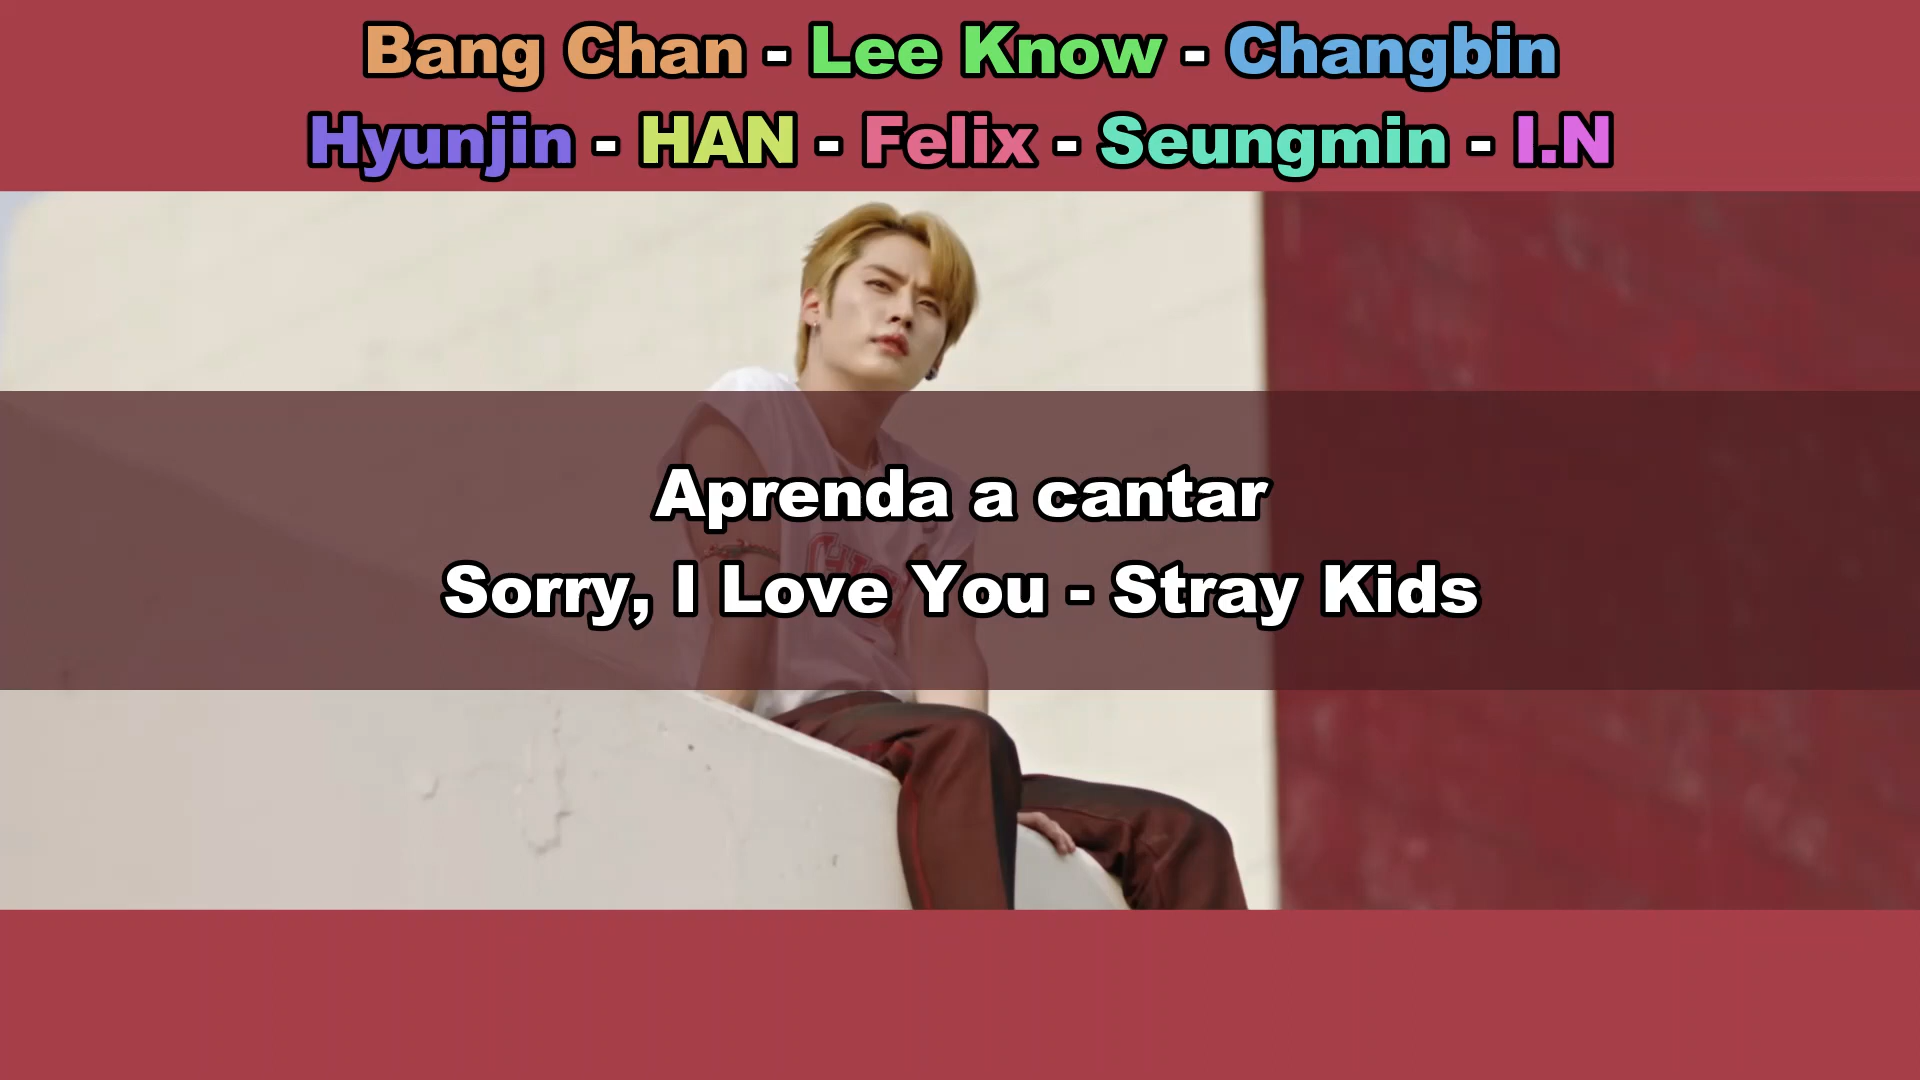 Bang Chan - Lee Know - Changbin
Hyunjin - HAN - Felix - Seungmin - I.N
Aprenda a cantar
Sorry, I Love You - Stray Kids